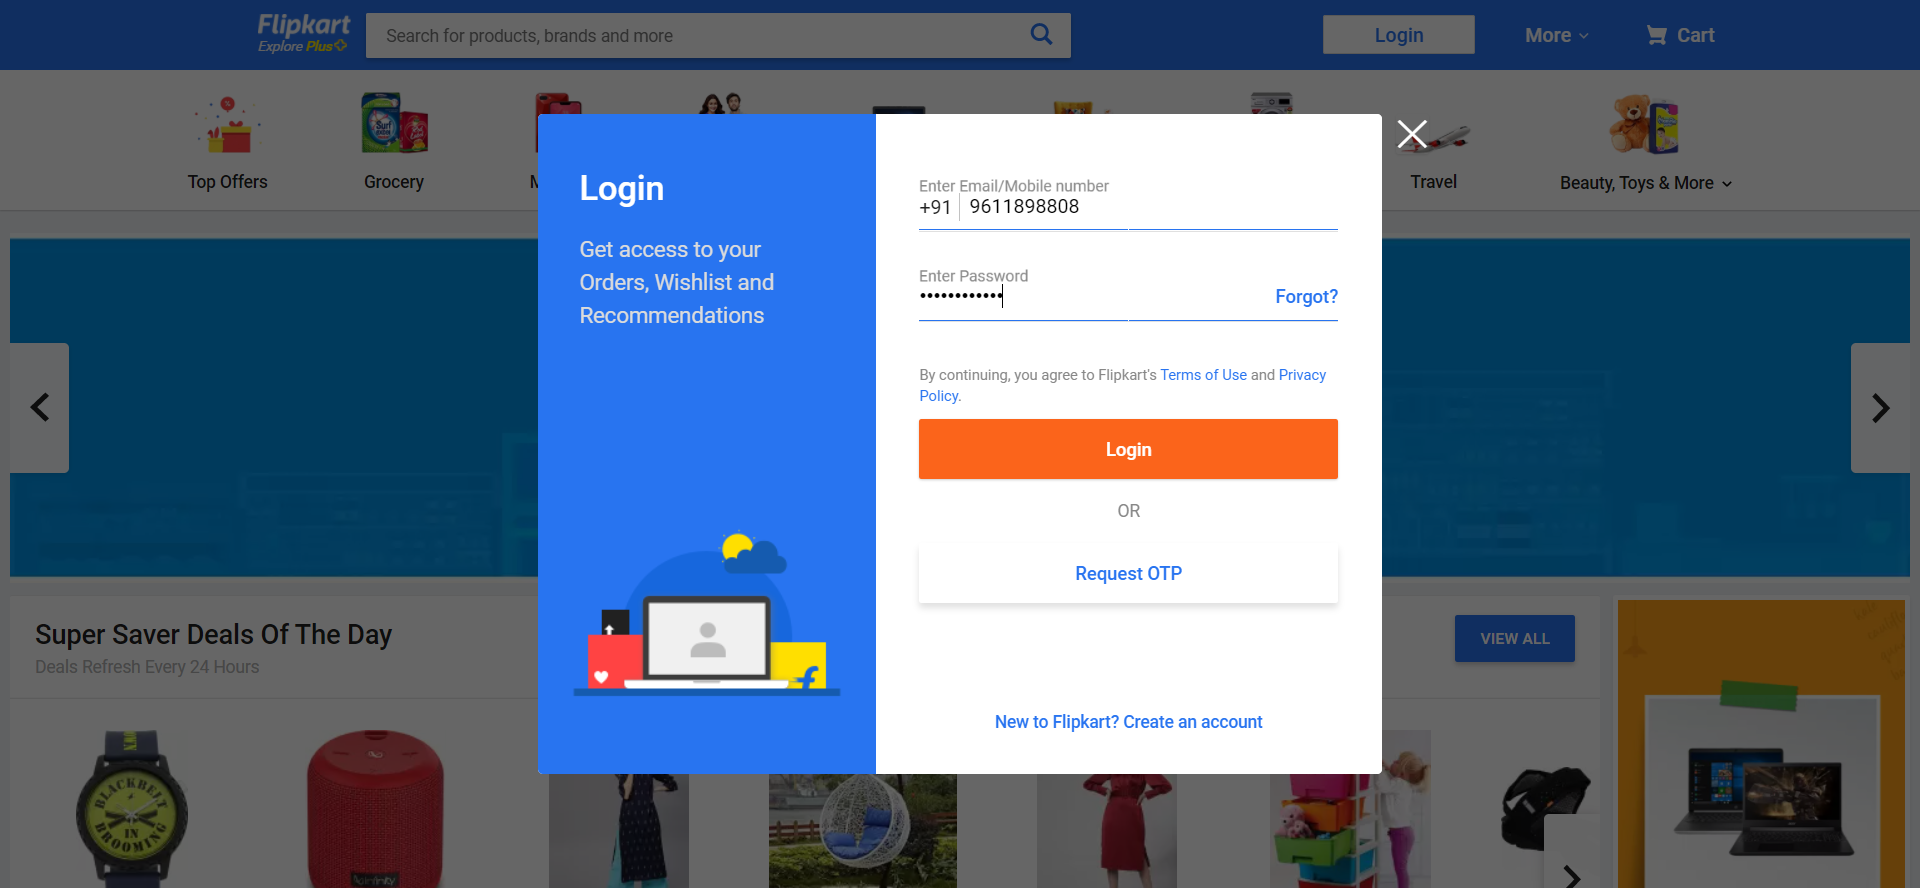 Flipkart
Explore Plus
Search for products, brands and more
Login
More
Cart
Top Offers
Grocery
Travel
Beauty, Toys & More
Login
Get access to your
Orders, Wishlist and
Recommendations
Enter Email/Mobile number
+91 9611898808
Enter Password
••••••••••••
Forgot?
By continuing, you agree to Flipkart's Terms of Use and Privacy
Policy.
Login
OR
Request OTP
New to Flipkart? Create an account
Super Saver Deals Of The Day
Deals Refresh Every 24 Hours
VIEW ALL
BLACKBELT
IN
BROOMING
Infinity